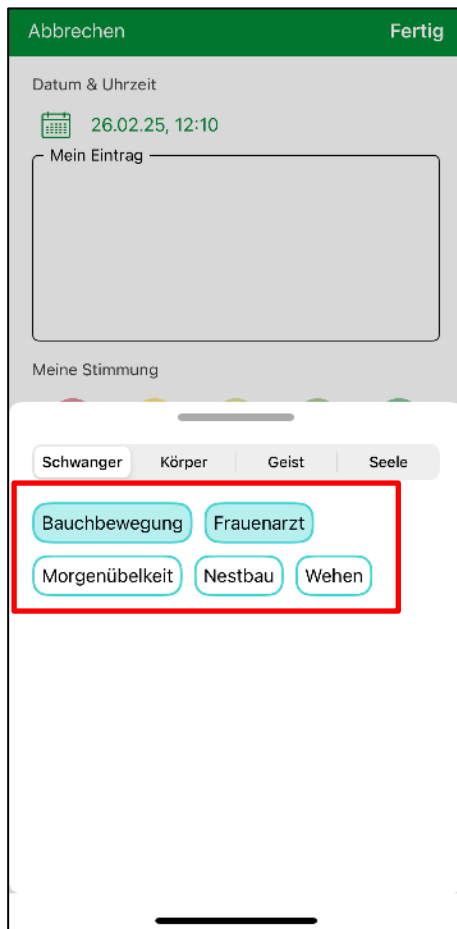 Abbrechen Fertig
Datum & Uhrzeit
26.02.25, 12:10
Mein Eintrag
Meine Stimmung
Schwanger Körper Geist Seele
Bauchbewegung Frauenarzt
Morgenübelkeit Nestbau Wehen